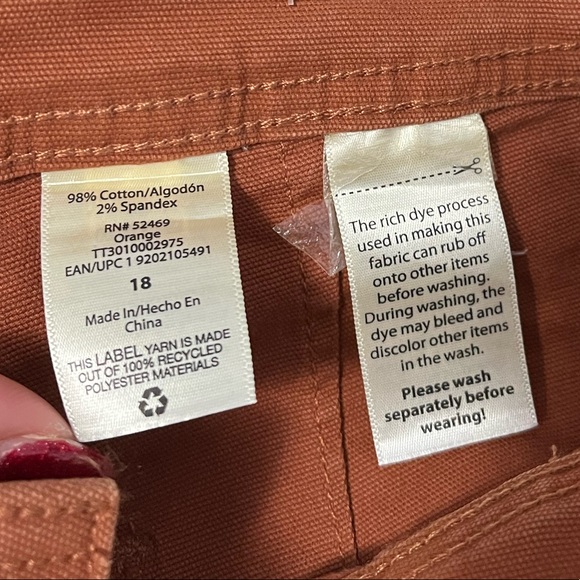 98% Cotton/Algodón
2% Spandex
RN# 52469
Orange
TT3010002975
EAN/UPC 1 9202105491
18
Made In/Hecho En
China
THIS LABEL YARN IS MADE
OUT OF 100% RECYCLED
POLYESTER MATERIALS
The rich dye process
used in making this
fabric can rub off
onto other items
before washing.
During washing, the
dye may bleed and
discolor other items
in the wash.
Please wash
separately before
wearing!